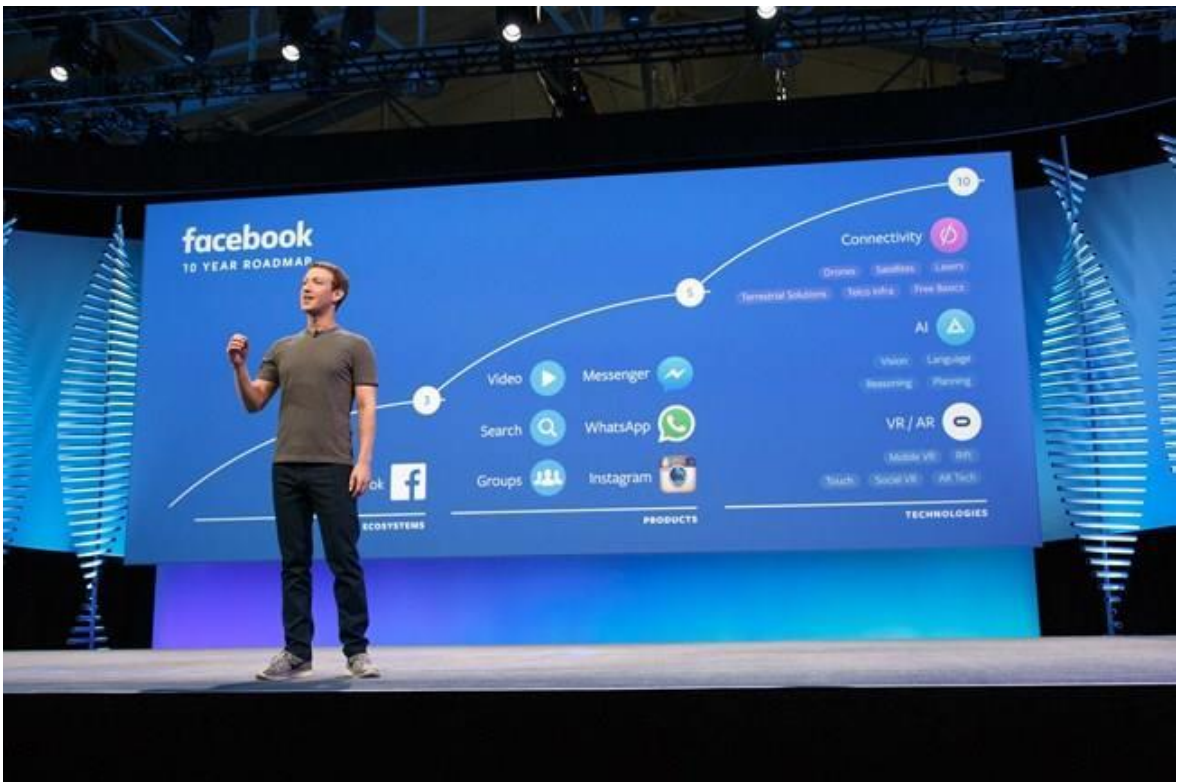 facebook
10 YEAR ROADMAP
3
ok
ECOSYSTEMS
5
Video
Messenger
Search
WhatsApp
Groups
Instagram
PRODUCTS
10
Connectivity
Drones Satellites Lasers
Terrestrial Solutions Telco Infra Free Basics
AI
Vision Language
Reasoning Planning
VR / AR
Mobile VR Rift
Touch Social VR AR Tech
TECHNOLOGIES